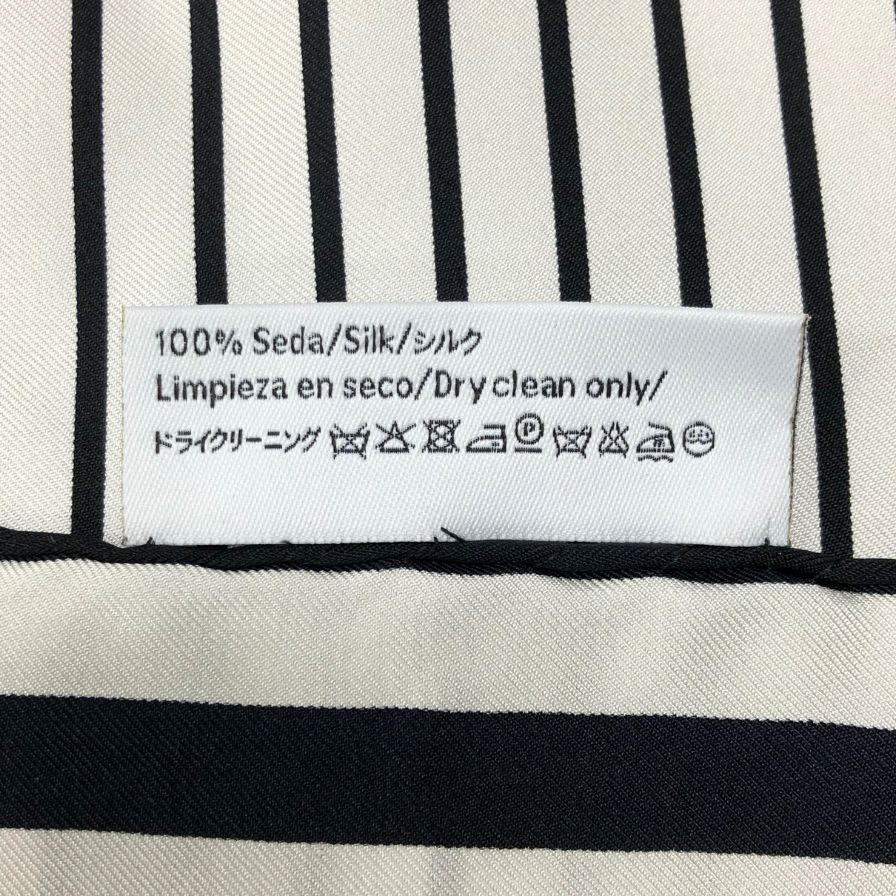 100% Seda/Silk/シルク
Limpieza en seco/Dry clean only/
ドライクリーニング